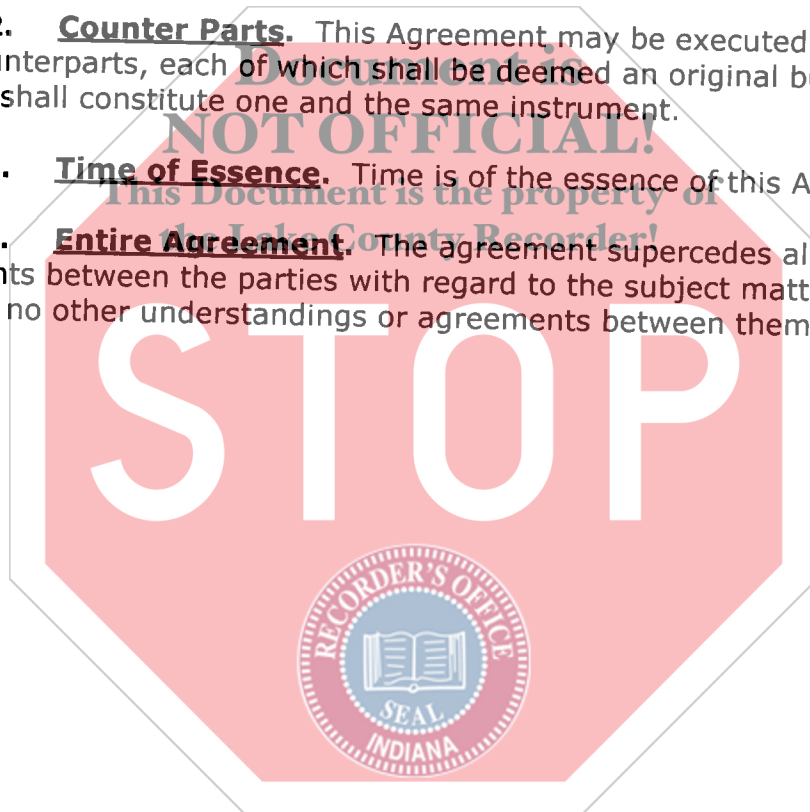 2. Counter Parts. This Agreement may be executed
nterparts, each of which shall be deemed an original b
shall constitute one and the same instrument.
. Time of Essence. Time is of the essence of this A
. Entire Agreement. The agreement supercedes al
nts between the parties with regard to the subject matt
no other understandings or agreements between them
Document is
NOT OFFICIAL!
This Document is the property of
the Lake County Recorder!
STOP
RECORDER'S OFFICE
SEAL
INDIANA